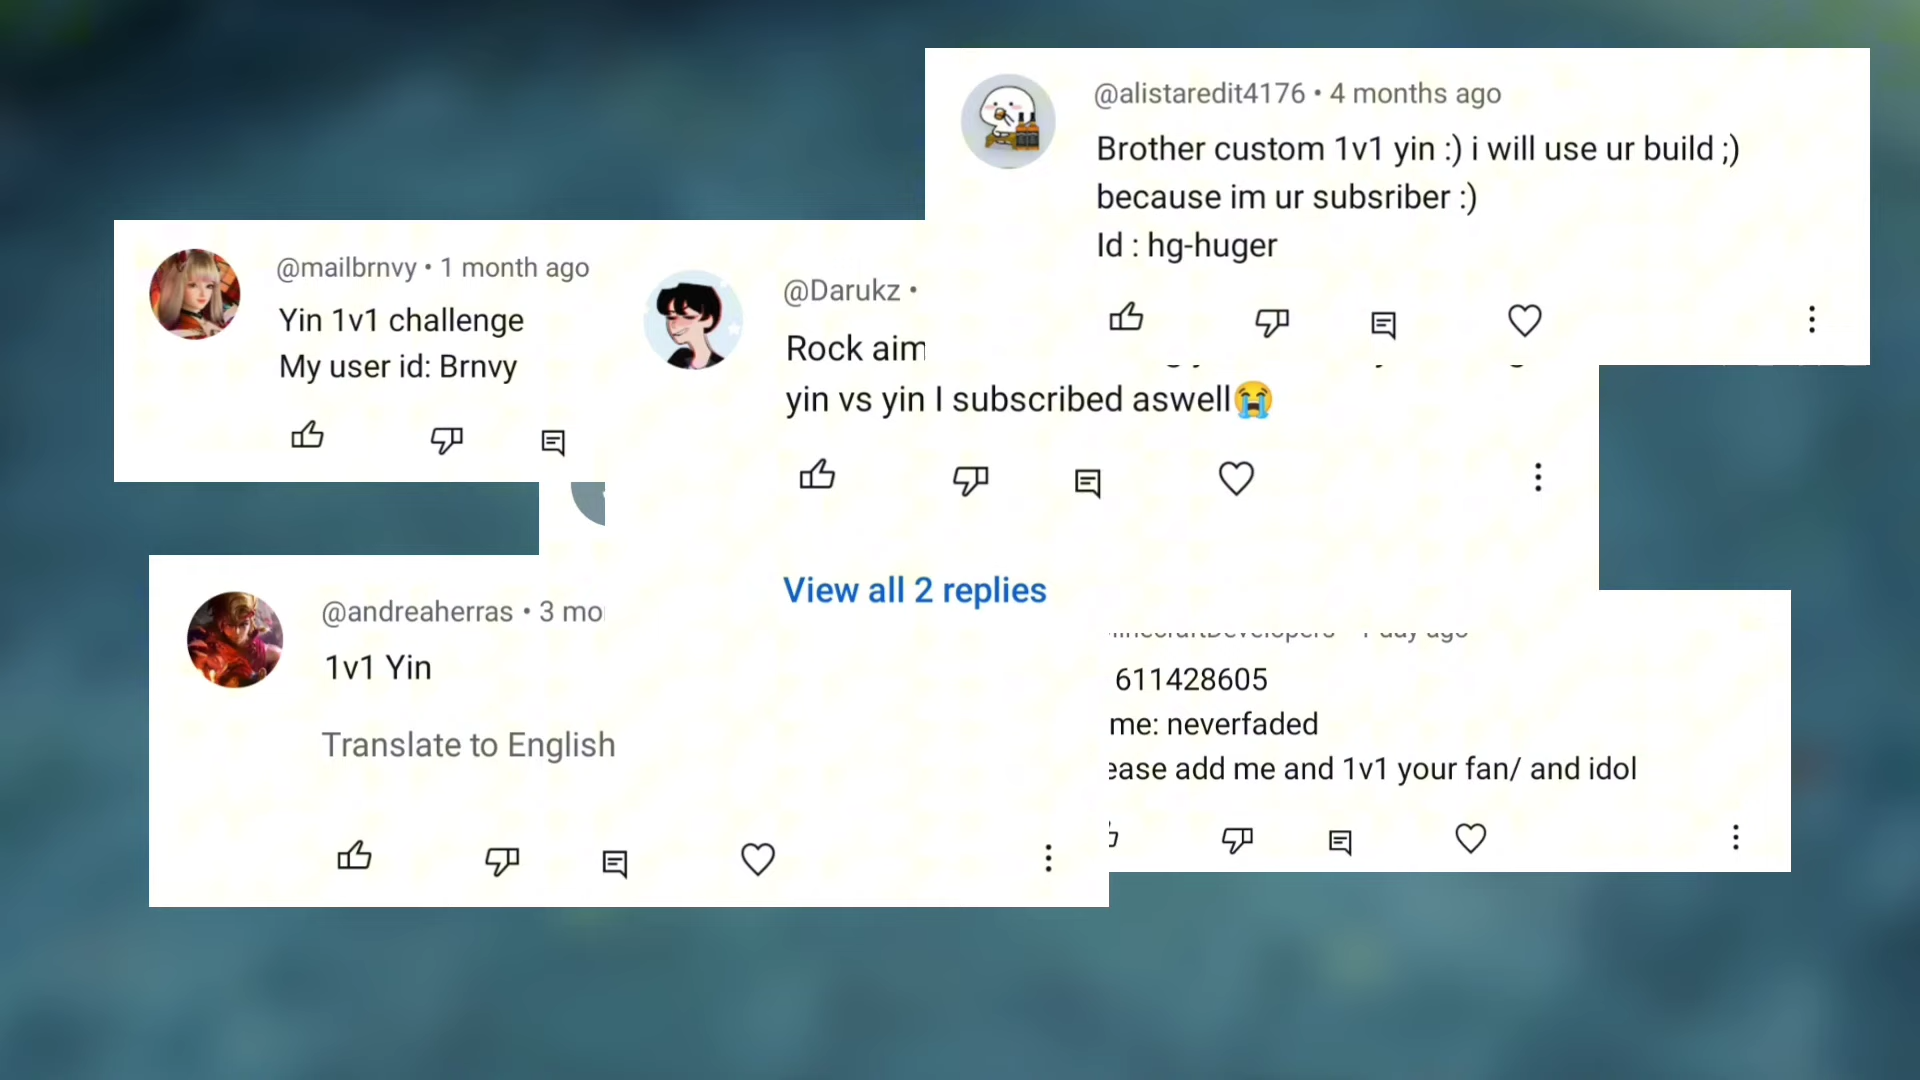 @alistaredit4176 • 4 months ago
Brother custom 1v1 yin :) i will use ur build ;)
because im ur subsriber :)
Id : hg-huger
@mailbrnvy • 1 month ago
Yin 1v1 challenge
My user id: Brnvy
@Darukz •
Rock aim
yin vs yin I subscribed aswell😭
View all 2 replies
@andreaherras • 3 mo
1v1 Yin
Translate to English
611428605
me: neverfaded
ease add me and 1v1 your fan/ and idol